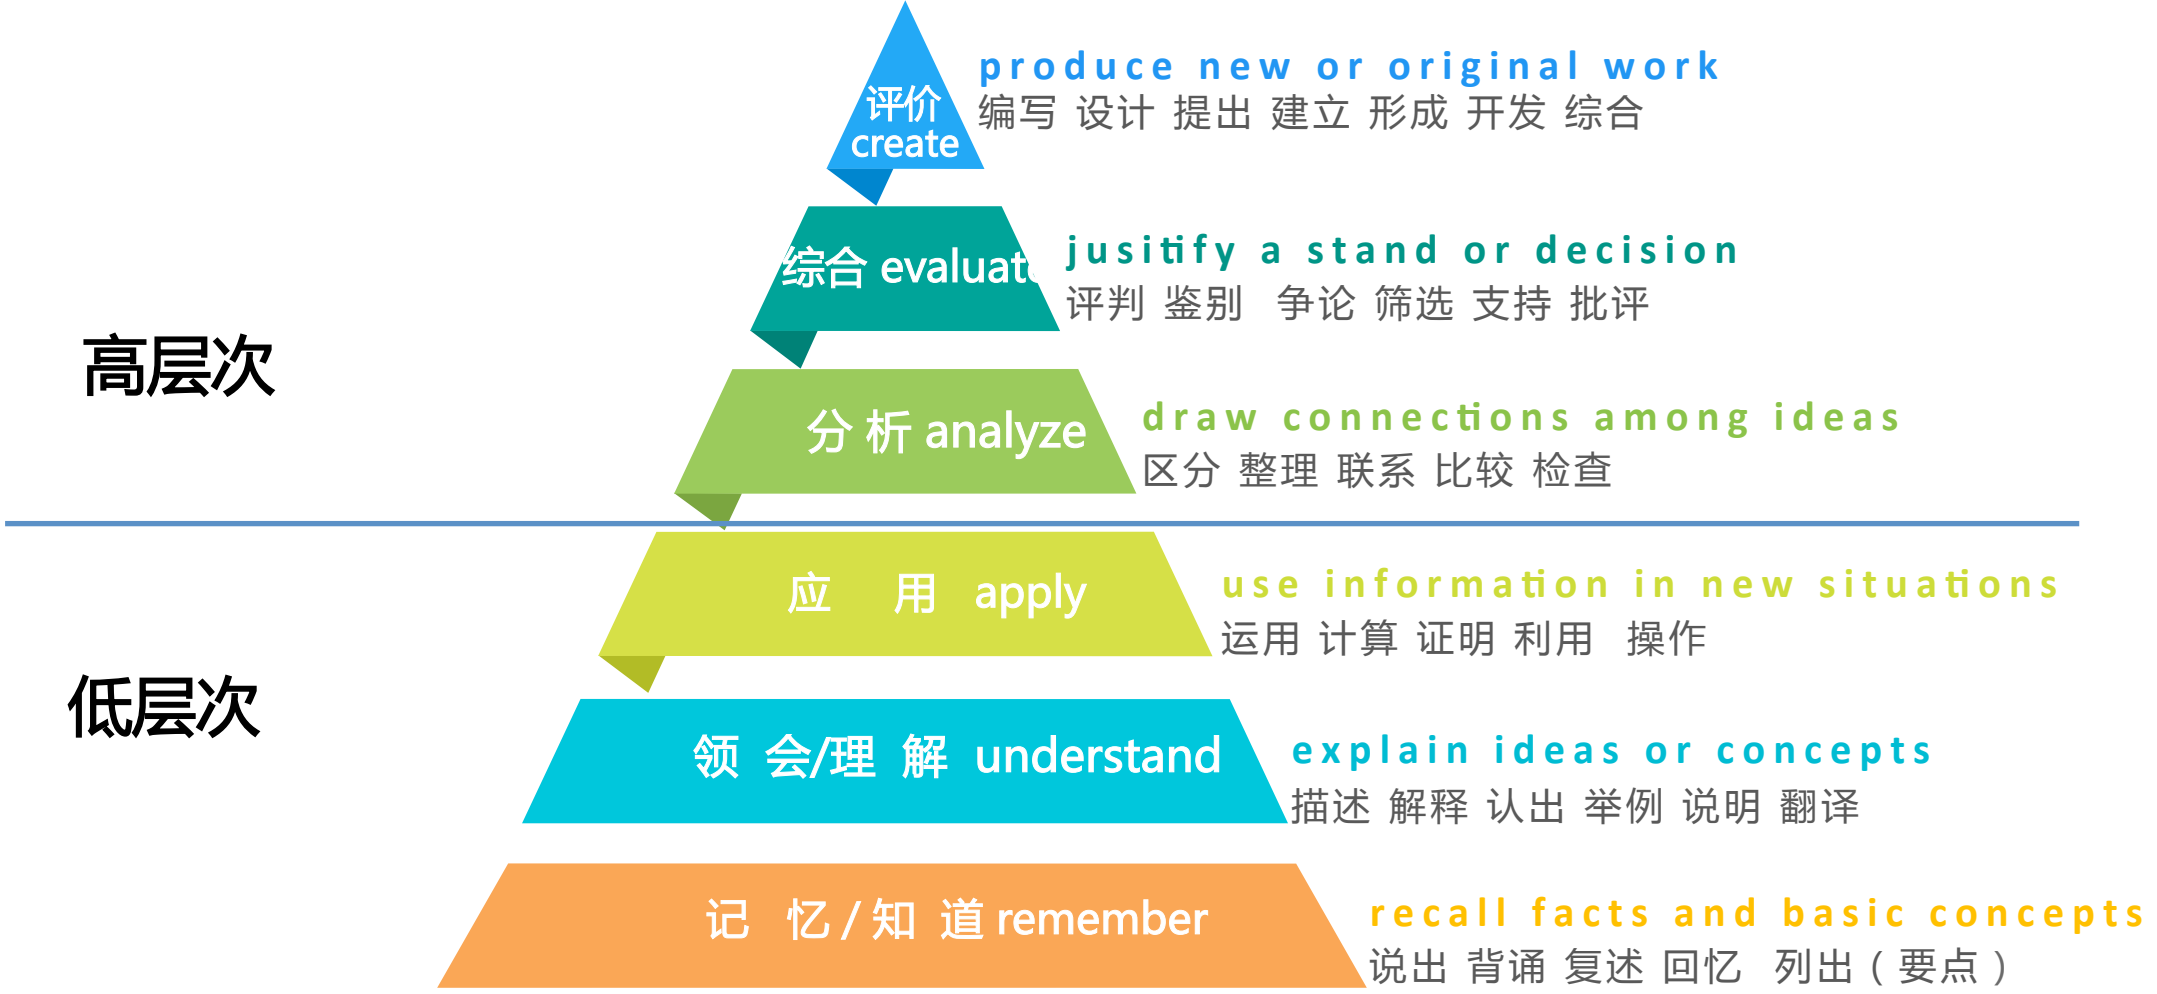 评价
create
produce new or original work
编写 设计 提出 建立 形成 开发 综合
综合 evaluate
jusitify a stand or decision
评判 鉴别 争论 筛选 支持 批评
高层次
分 析 analyze
draw connections among ideas
区分 整理 联系 比较 检查
应 用 apply
use information in new situations
运用 计算 证明 利用 操作
低层次
领 会/理 解 understand
explain ideas or concepts
描述 解释 认出 举例 说明 翻译
记 忆/知 道 remember
recall facts and basic concepts
说出 背诵 复述 回忆 列出（要点）